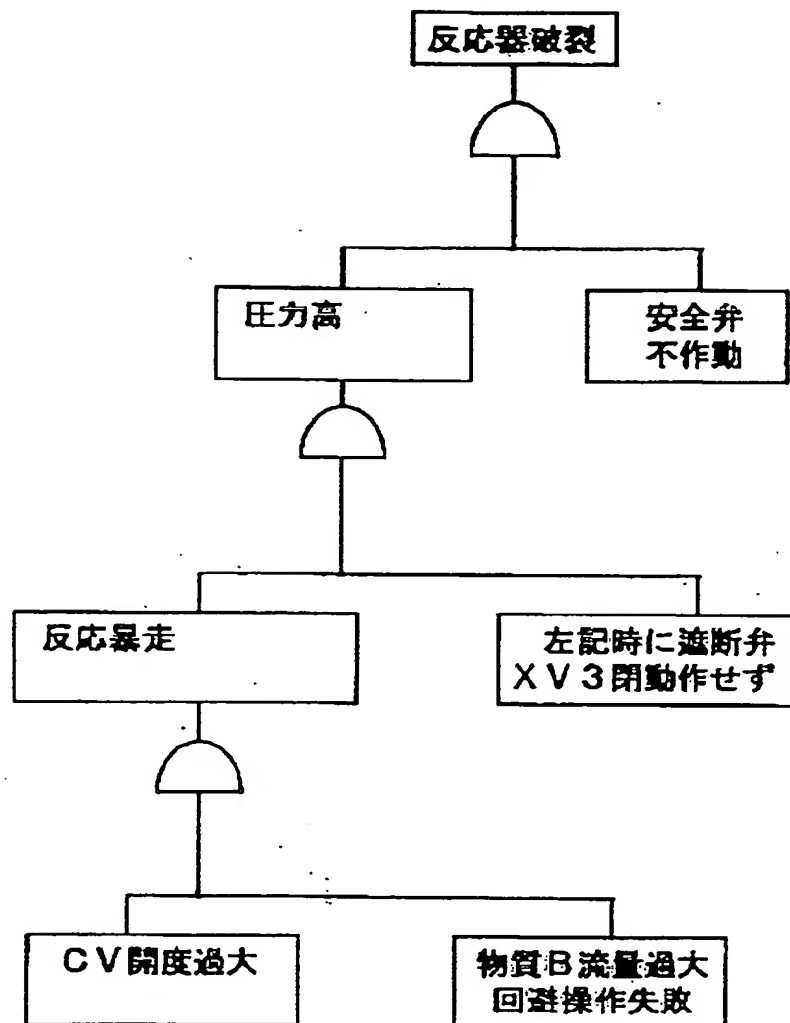 反応器破裂
圧力高
安全弁
不作動
反応暴走
左記時に遮断弁
XV3閉動作せず
CV開度過大
物質B流量過大
回避操作失敗